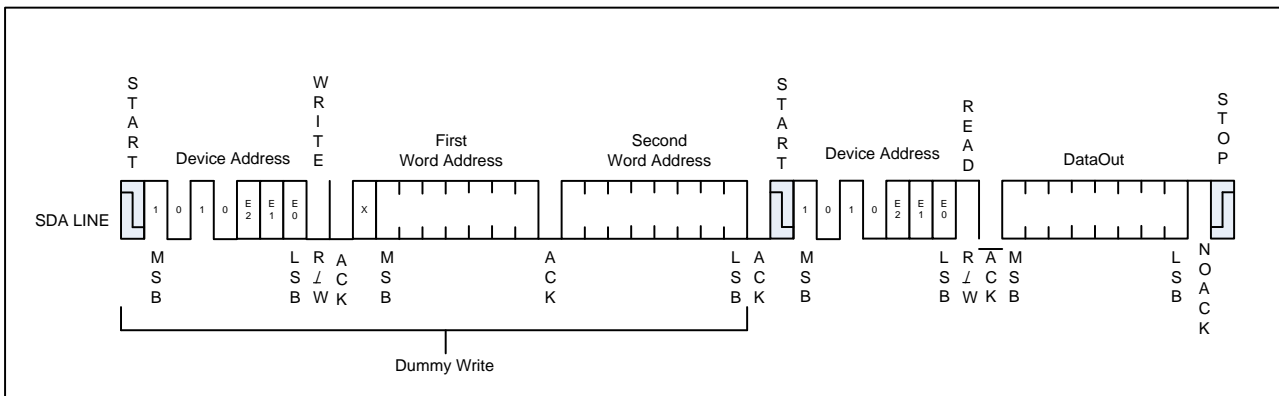 START
WRITE
START
READ
STOP
Device Address
First
Word Address
Second
Word Address
Device Address
DataOut
SDA LINE
1 0 1 0 E2 E1 E0
X
1 0 1 0 E2 E1 E0
MSB
LSB
R/W
ACK
MSB
ACK
LSB
ACK
MSB
LSB
R/W
ACK
MSB
LSB
NOACK
Dummy Write